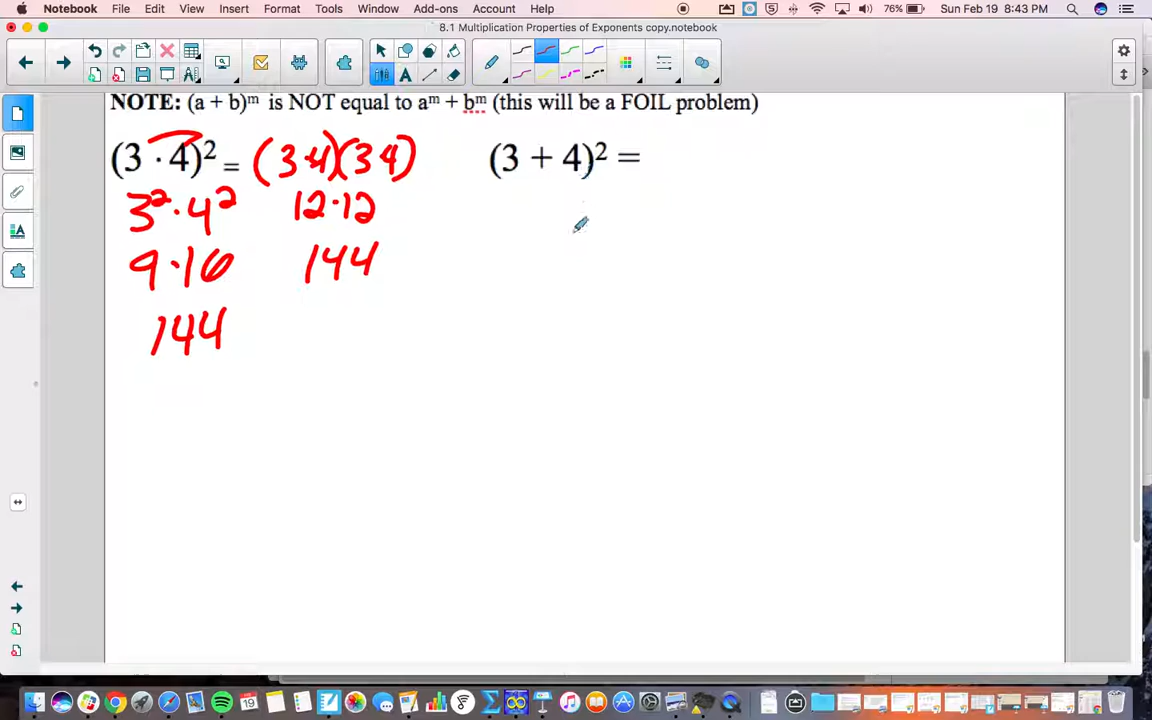 Notebook File Edit View Insert Format Tools Window Add-ons Account Help 76% Sun Feb 19 8:43 PM
8.1 Multiplication Properties of Exponents copy.notebook
NOTE: (a + b)ᵐ is NOT equal to aᵐ + bᵐ (this will be a FOIL problem)
(3 · 4)² = (3·4)(3·4) (3 + 4)² =
3²·4² 12·12
9·16 144
144